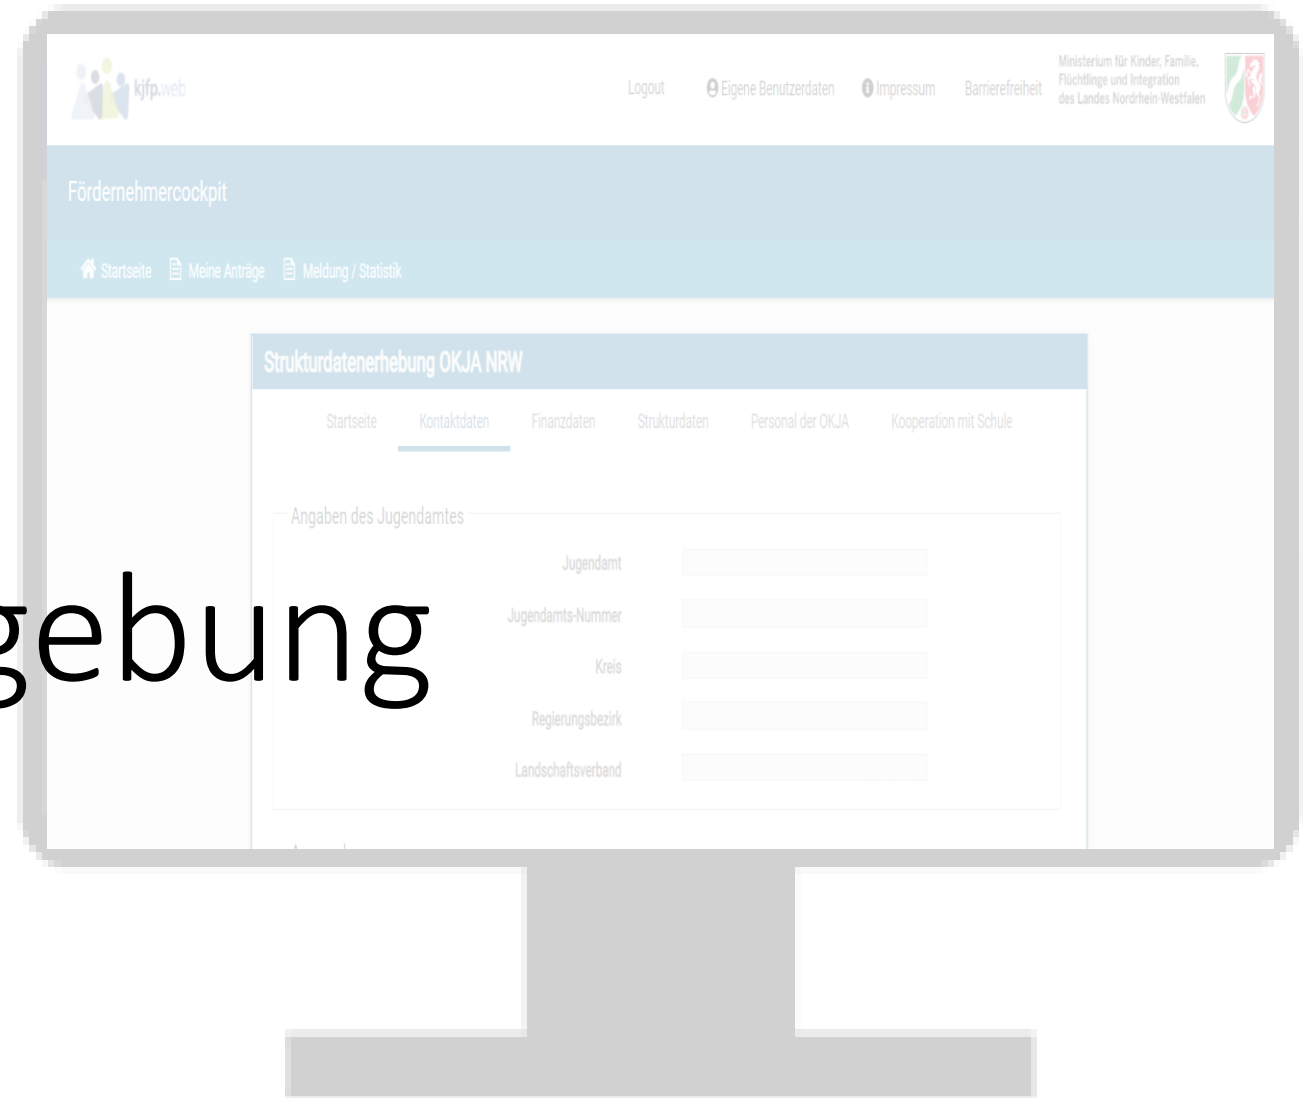 kjfp.web
Logout Eigene Benutzerdaten Impressum Barrierefreiheit
Ministerium für Kinder, Familie,
Flüchtlinge und Integration
des Landes Nordrhein-Westfalen
Fördernehmercockpit
Startseite Meine Anträge Meldung / Statistik
Strukturdatenerhebung OKJA NRW
Startseite Kontaktdaten Finanzdaten Strukturdaten Personal der OKJA Kooperation mit Schule
Angaben des Jugendamtes
Jugendamt
Jugendamts-Nummer
gebung
Kreis
Regierungsbezirk
Landschaftsverband